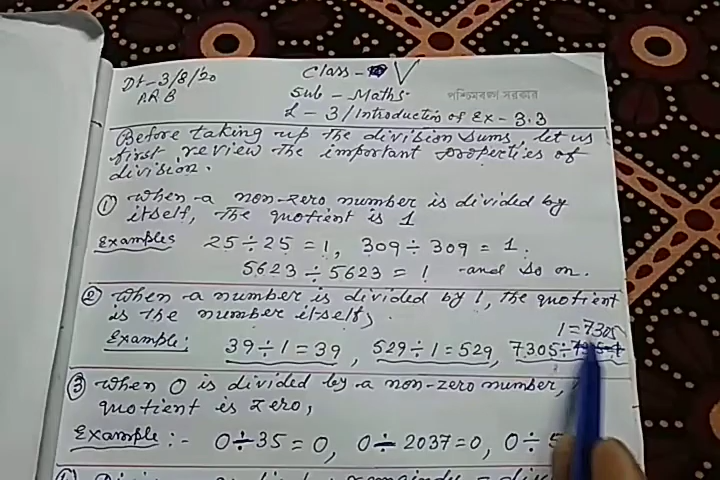 Dt-3/8/20
ARB
Class - V
Sub - Maths
পশ্চিমবঙ্গ সরকার
L - 3/Introduction of Ex - 3.3
Before taking up the division sums, let us
first review the important properties of
division.
① When a non-zero number is divided by
itself, the quotient is 1
Examples 25÷25 = 1, 309÷309 = 1.
5623÷5623 = 1 and so on.
② When a number is divided by 1, the quotient
is the number itself,
1=7305
Example: 39÷1=39, 529÷1=529, 7305÷
③ When 0 is divided by a non-zero number,
quotient is zero,
Example:- 0÷35=0, 0÷2037=0, 0÷5